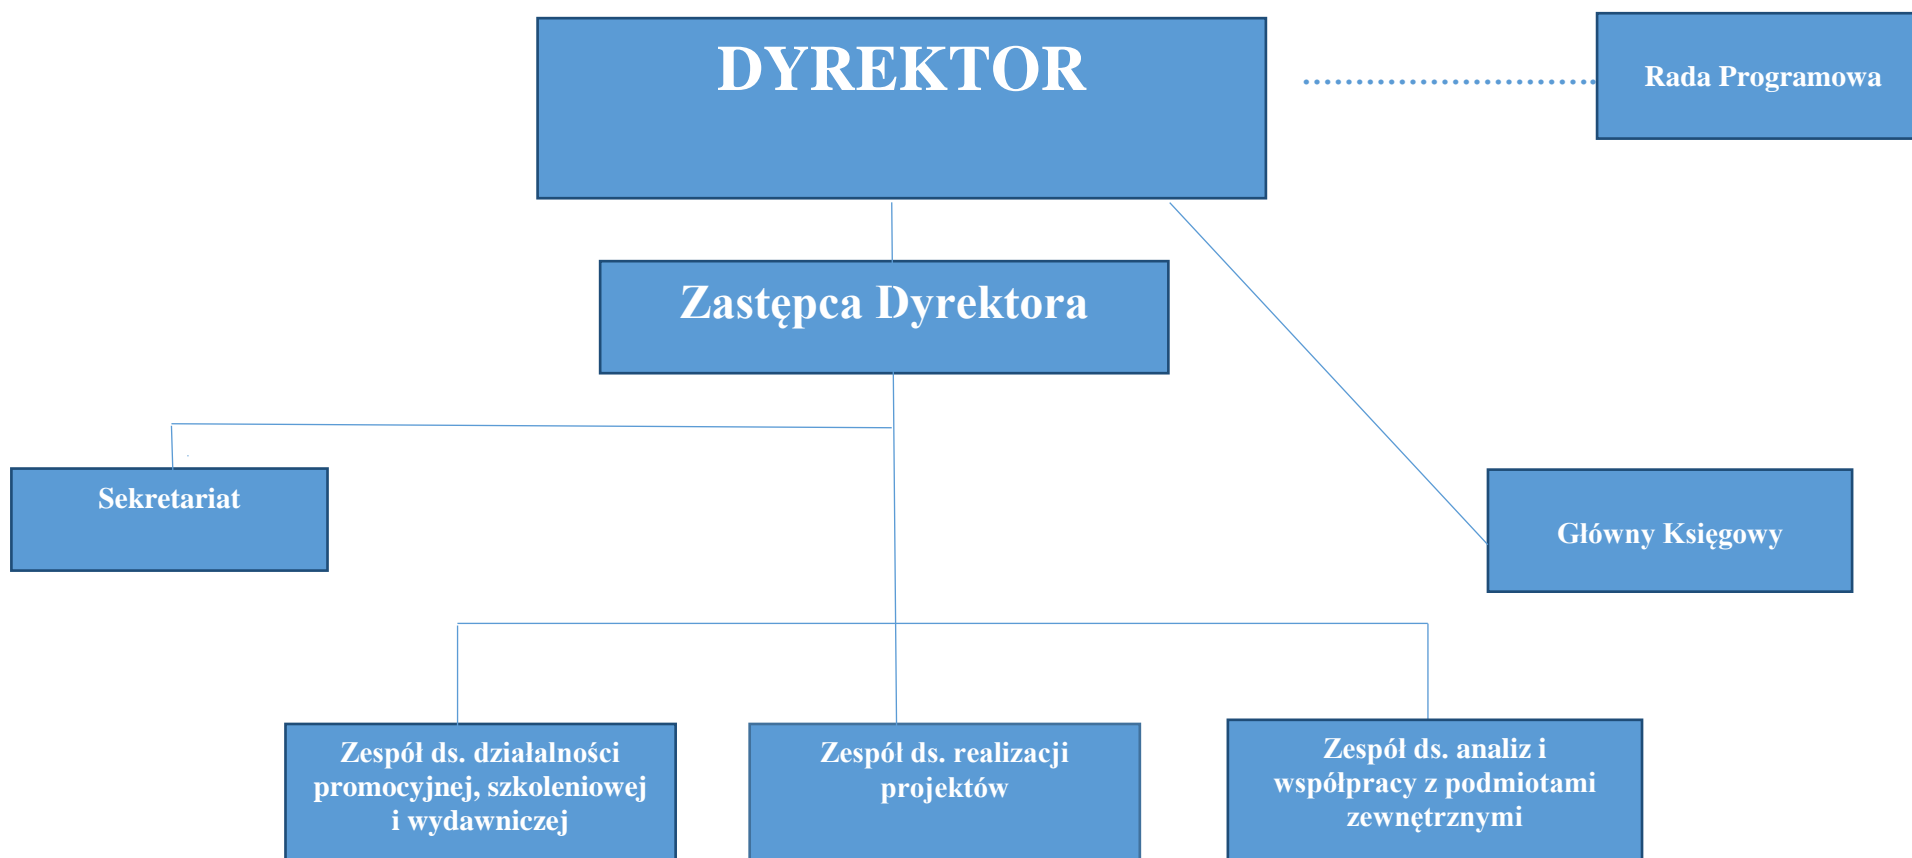 DYREKTOR
Rada Programowa
Zastępca Dyrektora
Sekretariat
Główny Księgowy
Zespół ds. działalności
promocyjnej, szkoleniowej
i wydawniczej
Zespół ds. realizacji
projektów
Zespół ds. analiz i
współpracy z podmiotami
zewnętrznymi